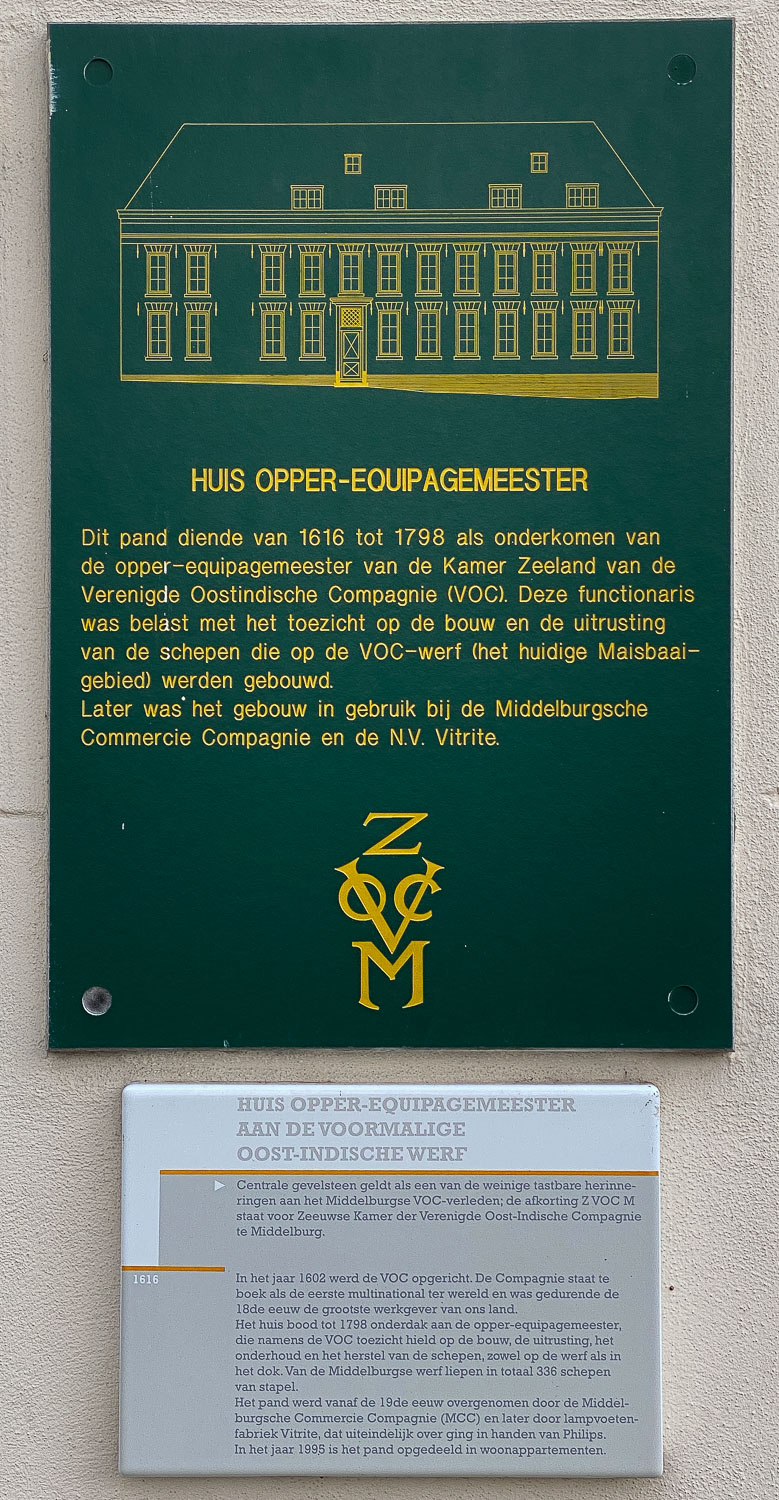 HUIS OPPER-EQUIPAGEMEESTER
Dit pand diende van 1616 tot 1798 als onderkomen van
de opper-equipagemeester van de Kamer Zeeland van de
Verenigde Oostindische Compagnie (VOC). Deze functionaris
was belast met het toezicht op de bouw en de uitrusting
van de schepen die op de VOC-werf (het huidige Maisbaai-
gebied) werden gebouwd.
Later was het gebouw in gebruik bij de Middelburgsche
Commercie Compagnie en de N.V. Vitrite.
Z
VOC
M
HUIS OPPER-EQUIPAGEMEESTER
AAN DE VOORMALIGE
OOST-INDISCHE WERF
Centrale gevelsteen geldt als een van de weinige tastbare herinne-
ringen aan het Middelburgse VOC-verleden; de afkorting Z VOC M
staat voor Zeeuwse Kamer der Verenigde Oost-Indische Compagnie
te Middelburg.
1616
In het jaar 1602 werd de VOC opgericht. De Compagnie staat te
boek als de eerste multinational ter wereld en was gedurende de
18de eeuw de grootste werkgever van ons land.
Het huis bood tot 1798 onderdak aan de opper-equipagemeester,
die namens de VOC toezicht hield op de bouw, de uitrusting, het
onderhoud en het herstel van de schepen, zowel op de werf als in
het dok. Van de Middelburgse werf liepen in totaal 336 schepen
van stapel.
Het pand werd vanaf de 19de eeuw overgenomen door de Middel-
burgsche Commercie Compagnie (MCC) en later door lampvoeten-
fabriek Vitrite, dat uiteindelijk over ging in handen van Philips.
In het jaar 1995 is het pand opgedeeld in woonappartementen.